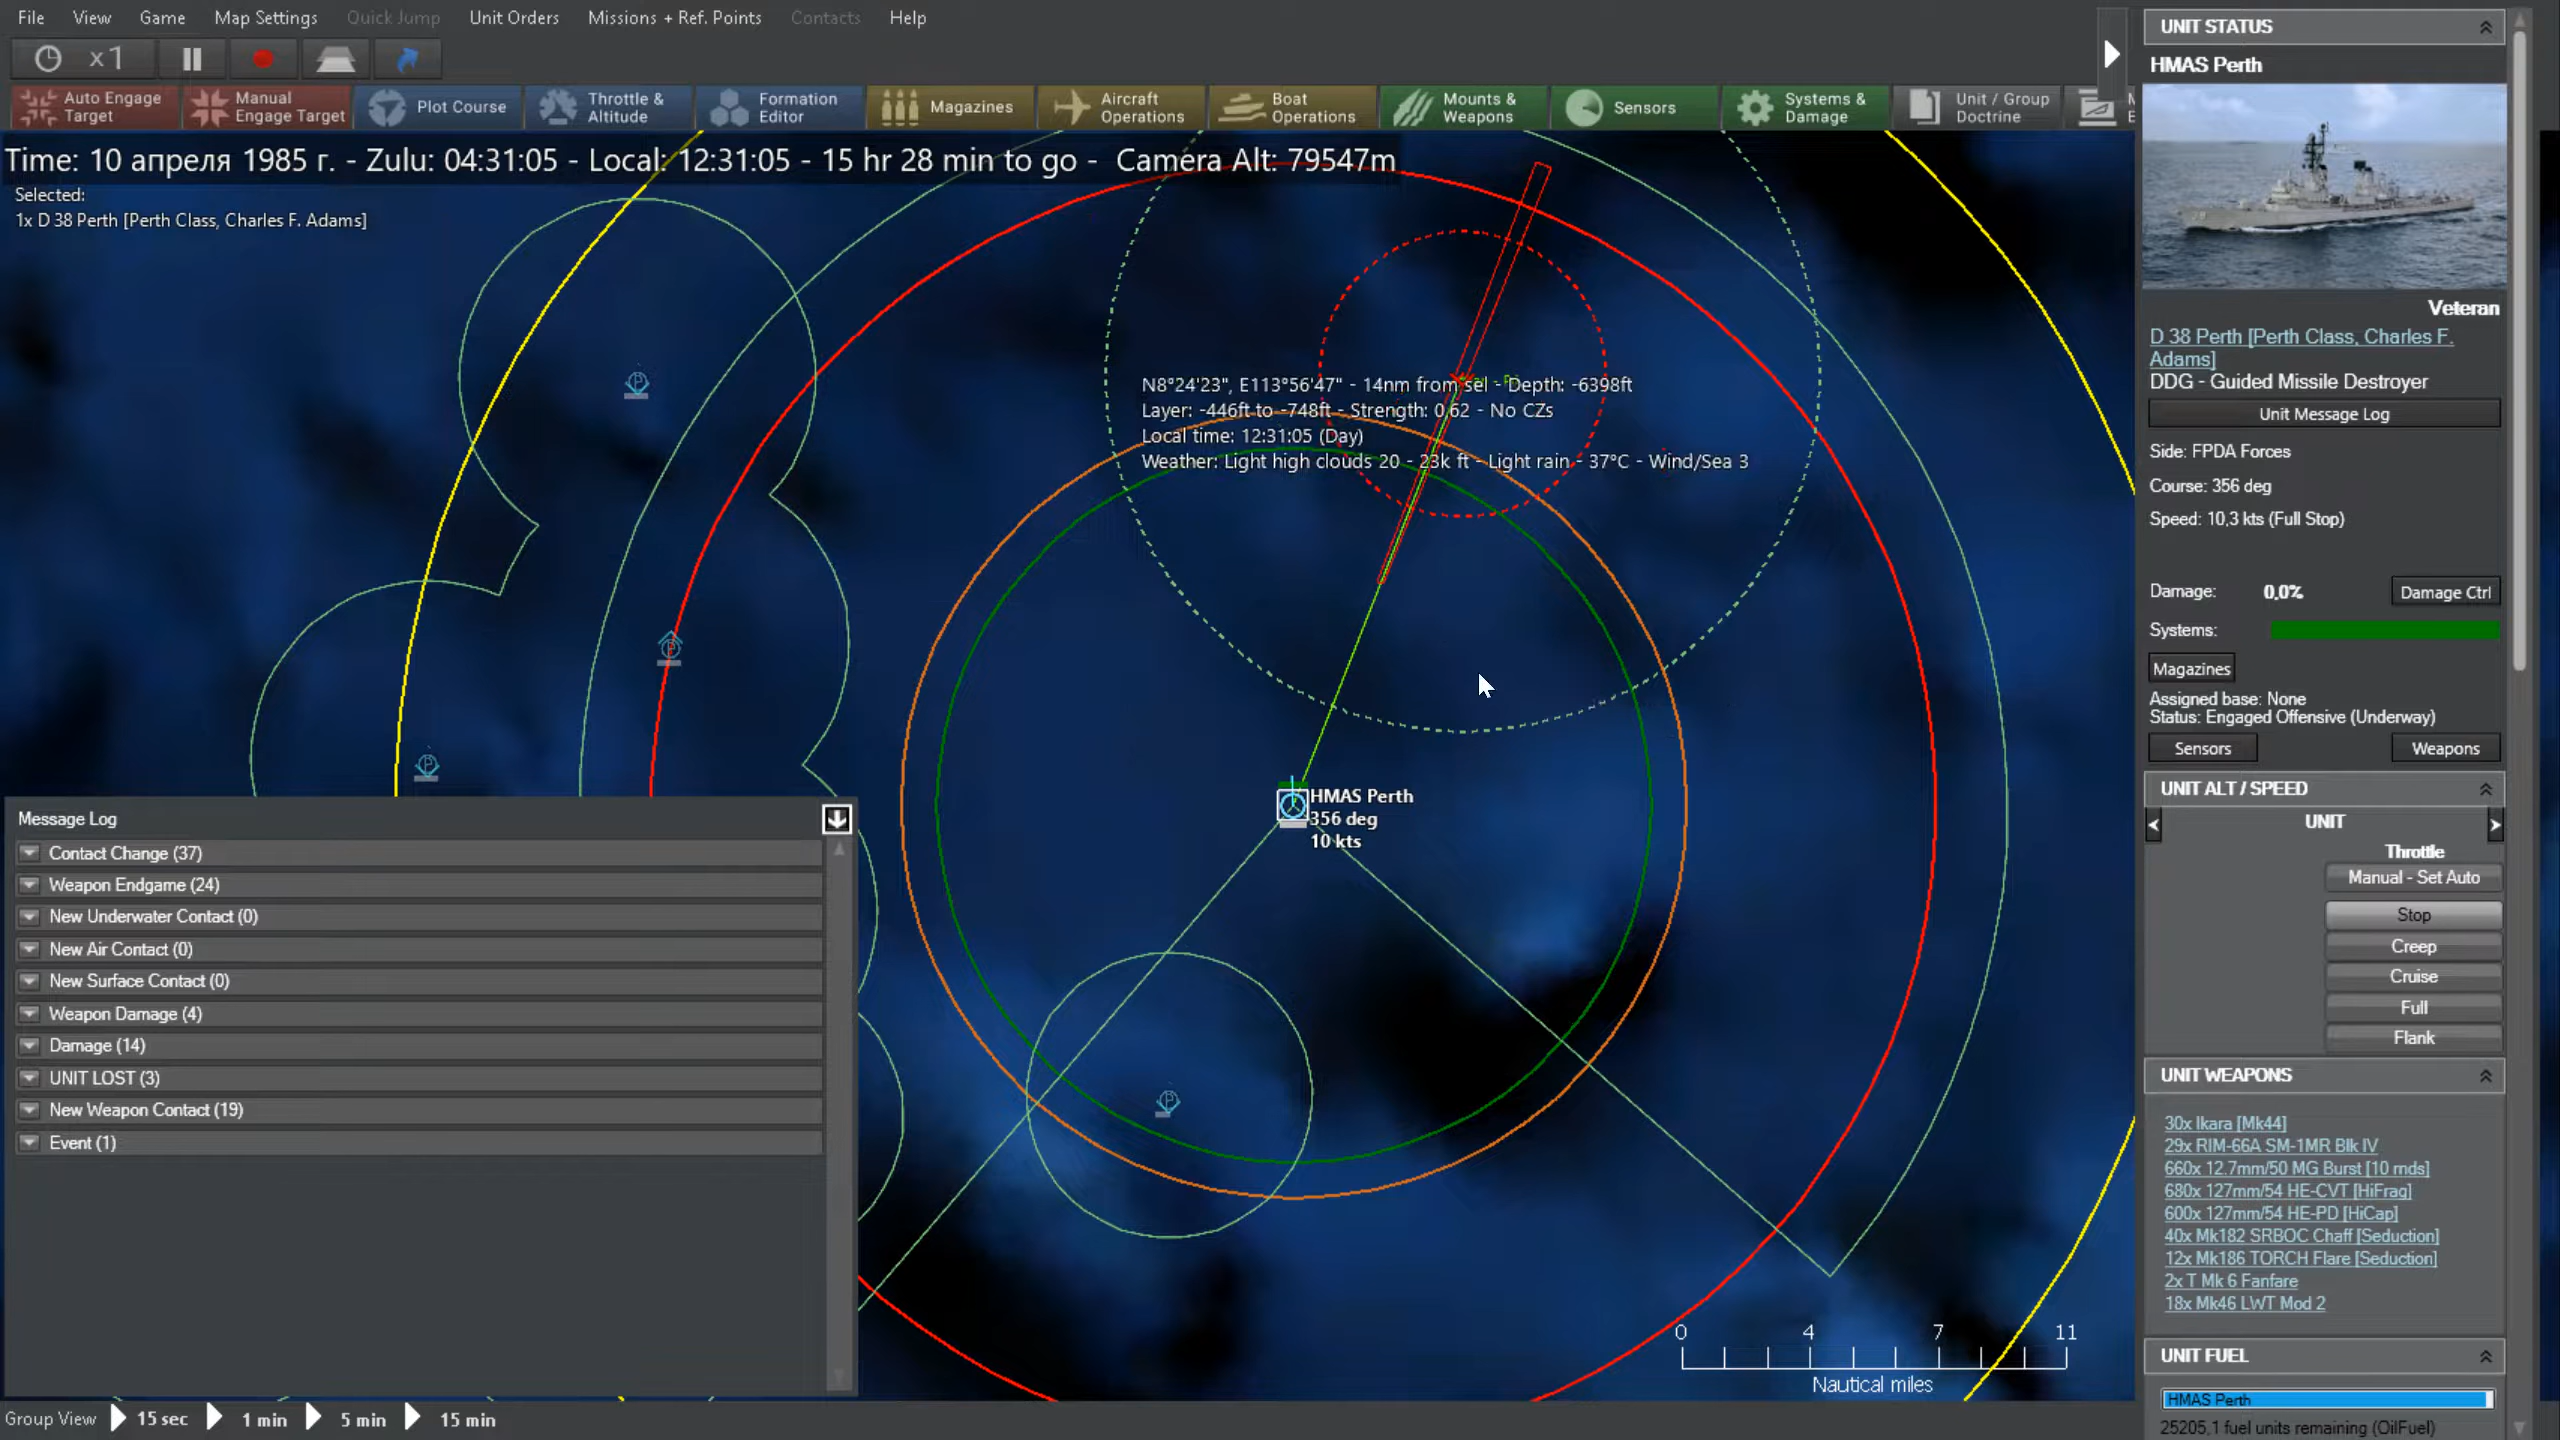 File View Game Map Settings Quick Jump Unit Orders Missions + Ref. Points Contacts Help
x1
Auto Engage Target
Manual Engage Target
Plot Course
Throttle & Altitude
Formation Editor
Magazines
Aircraft Operations
Boat Operations
Mounts & Weapons
Sensors
Systems & Damage
Unit / Group Doctrine
Time: 10 апреля 1985 г. - Zulu: 04:31:05 - Local: 12:31:05 - 15 hr 28 min to go - Camera Alt: 79547m
Selected:
1x D 38 Perth [Perth Class, Charles F. Adams]
N8°24'23", E113°56'47" - 14nm from sel - Depth: -6398ft
Layer: -446ft to -748ft - Strength: 0,62 - No CZs
Local time: 12:31:05 (Day)
Weather: Light high clouds 20 - 23k ft - Light rain - 37°C - Wind/Sea 3
HMAS Perth
356 deg
10 kts
Message Log
Contact Change (37)
Weapon Endgame (24)
New Underwater Contact (0)
New Air Contact (0)
New Surface Contact (0)
Weapon Damage (4)
Damage (14)
UNIT LOST (3)
New Weapon Contact (19)
Event (1)
0 4 7 11
Nautical miles
Group View 15 sec 1 min 5 min 15 min
UNIT STATUS
HMAS Perth
Veteran
D 38 Perth [Perth Class, Charles F.
Adams]
DDG - Guided Missile Destroyer
Unit Message Log
Side: FPDA Forces
Course: 356 deg
Speed: 10,3 kts (Full Stop)
Damage: 0,0% Damage Ctrl
Systems:
Magazines
Assigned base: None
Status: Engaged Offensive (Underway)
Sensors Weapons
UNIT ALT / SPEED
UNIT
Throttle
Manual - Set Auto
Stop
Creep
Cruise
Full
Flank
UNIT WEAPONS
30x Ikara [Mk44]
29x RIM-66A SM-1MR Blk IV
660x 12.7mm/50 MG Burst [10 rnds]
680x 127mm/54 HE-CVT [HiFrag]
600x 127mm/54 HE-PD [HiCap]
40x Mk182 SRBOC Chaff [Seduction]
12x Mk186 TORCH Flare [Seduction]
2x T Mk 6 Fanfare
18x Mk46 LWT Mod 2
UNIT FUEL
HMAS Perth
25205,1 fuel units remaining (OilFuel)